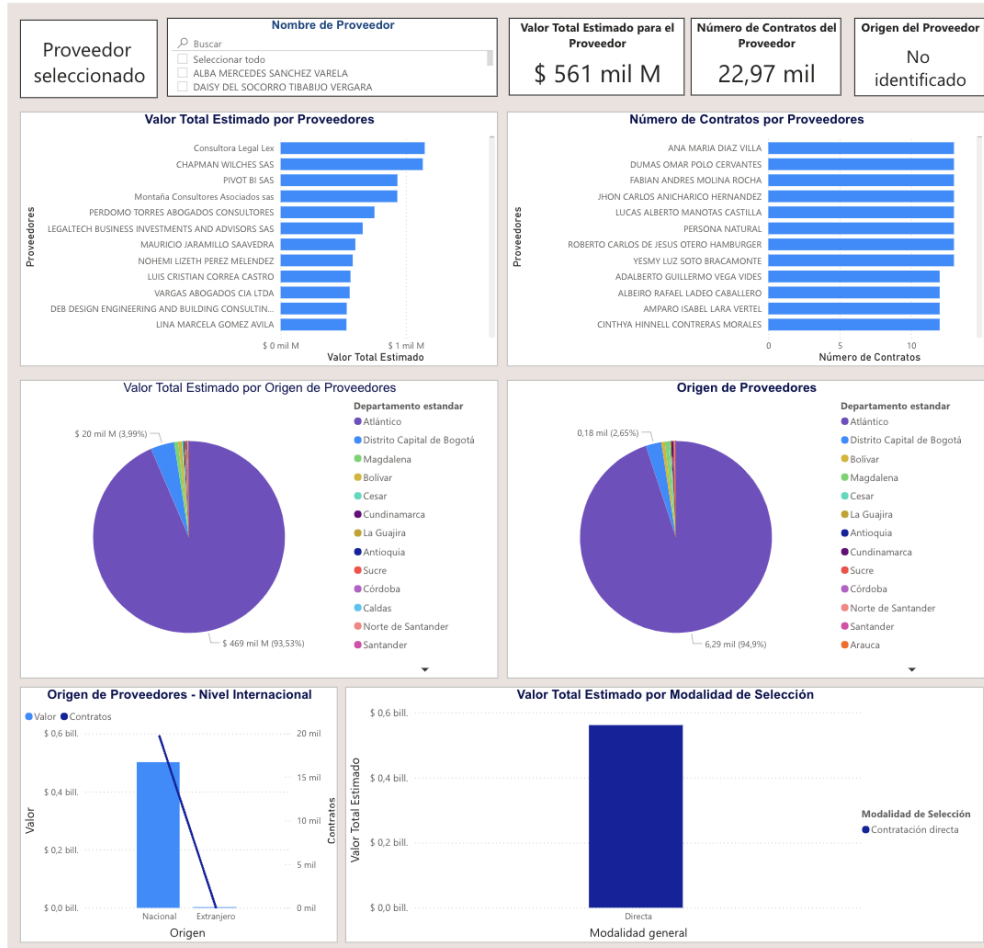 Proveedor
seleccionado
Nombre de Proveedor
Buscar
Seleccionar todo
ALBA MERCEDES SANCHEZ VARELA
DAISY DEL SOCORRO TIBABIJO VERGARA
Valor Total Estimado para el
Proveedor
$ 561 mil M
Número de Contratos del
Proveedor
22,97 mil
Origen del Proveedor
No
identificado
Valor Total Estimado por Proveedores
Proveedores
Consultora Legal Lex
CHAPMAN WILCHES SAS
PIVOT BI SAS
Montaña Consultores Asociados sas
PERDOMO TORRES ABOGADOS CONSULTORES
LEGALTECH BUSINESS INVESTMENTS AND ADVISORS SAS
MAURICIO JARAMILLO SAAVEDRA
NOHEMI LIZETH PEREZ MELENDEZ
LUIS CRISTIAN CORREA CASTRO
VARGAS ABOGADOS CIA LTDA
DEB DESIGN ENGINEERING AND BUILDING CONSULTIN...
LINA MARCELA GOMEZ AVILA
$ 0 mil M
$ 1 mil M
Valor Total Estimado
Número de Contratos por Proveedores
Proveedores
ANA MARIA DIAZ VILLA
DUMAS OMAR POLO CERVANTES
FABIAN ANDRES MOLINA ROCHA
JHON CARLOS ANICHARICO HERNANDEZ
LUCAS ALBERTO MANOTAS CASTILLA
PERSONA NATURAL
ROBERTO CARLOS DE JESUS OTERO HAMBURGER
YESMY LUZ SOTO BRACAMONTE
ADALBERTO GUILLERMO VEGA VIDES
ALBEIRO RAFAEL LADEO CABALLERO
AMPARO ISABEL LARA VERTEL
CINTHYA HINNELL CONTRERAS MORALES
0
5
10
Número de Contratos
Valor Total Estimado por Origen de Proveedores
$ 20 mil M (3,99%)
$ 469 mil M (93,53%)
Departamento estandar
Atlántico
Distrito Capital de Bogotá
Magdalena
Bolívar
Cesar
Cundinamarca
La Guajira
Antioquia
Sucre
Córdoba
Caldas
Norte de Santander
Santander
Origen de Proveedores
0,18 mil (2,65%)
6,29 mil (94,9%)
Departamento estandar
Atlántico
Distrito Capital de Bogotá
Bolívar
Magdalena
Cesar
La Guajira
Antioquia
Cundinamarca
Sucre
Córdoba
Norte de Santander
Santander
Arauca
Origen de Proveedores - Nivel Internacional
Valor
Contratos
Valor
$ 0,6 bill.
$ 0,4 bill.
$ 0,2 bill.
$ 0,0 bill.
20 mil
15 mil
10 mil
5 mil
0 mil
Contratos
Nacional
Extranjero
Origen
Valor Total Estimado por Modalidad de Selección
Valor Total Estimado
$ 0,6 bill.
$ 0,4 bill.
$ 0,2 bill.
$ 0,0 bill.
Directa
Modalidad general
Modalidad de Selección
Contratación directa